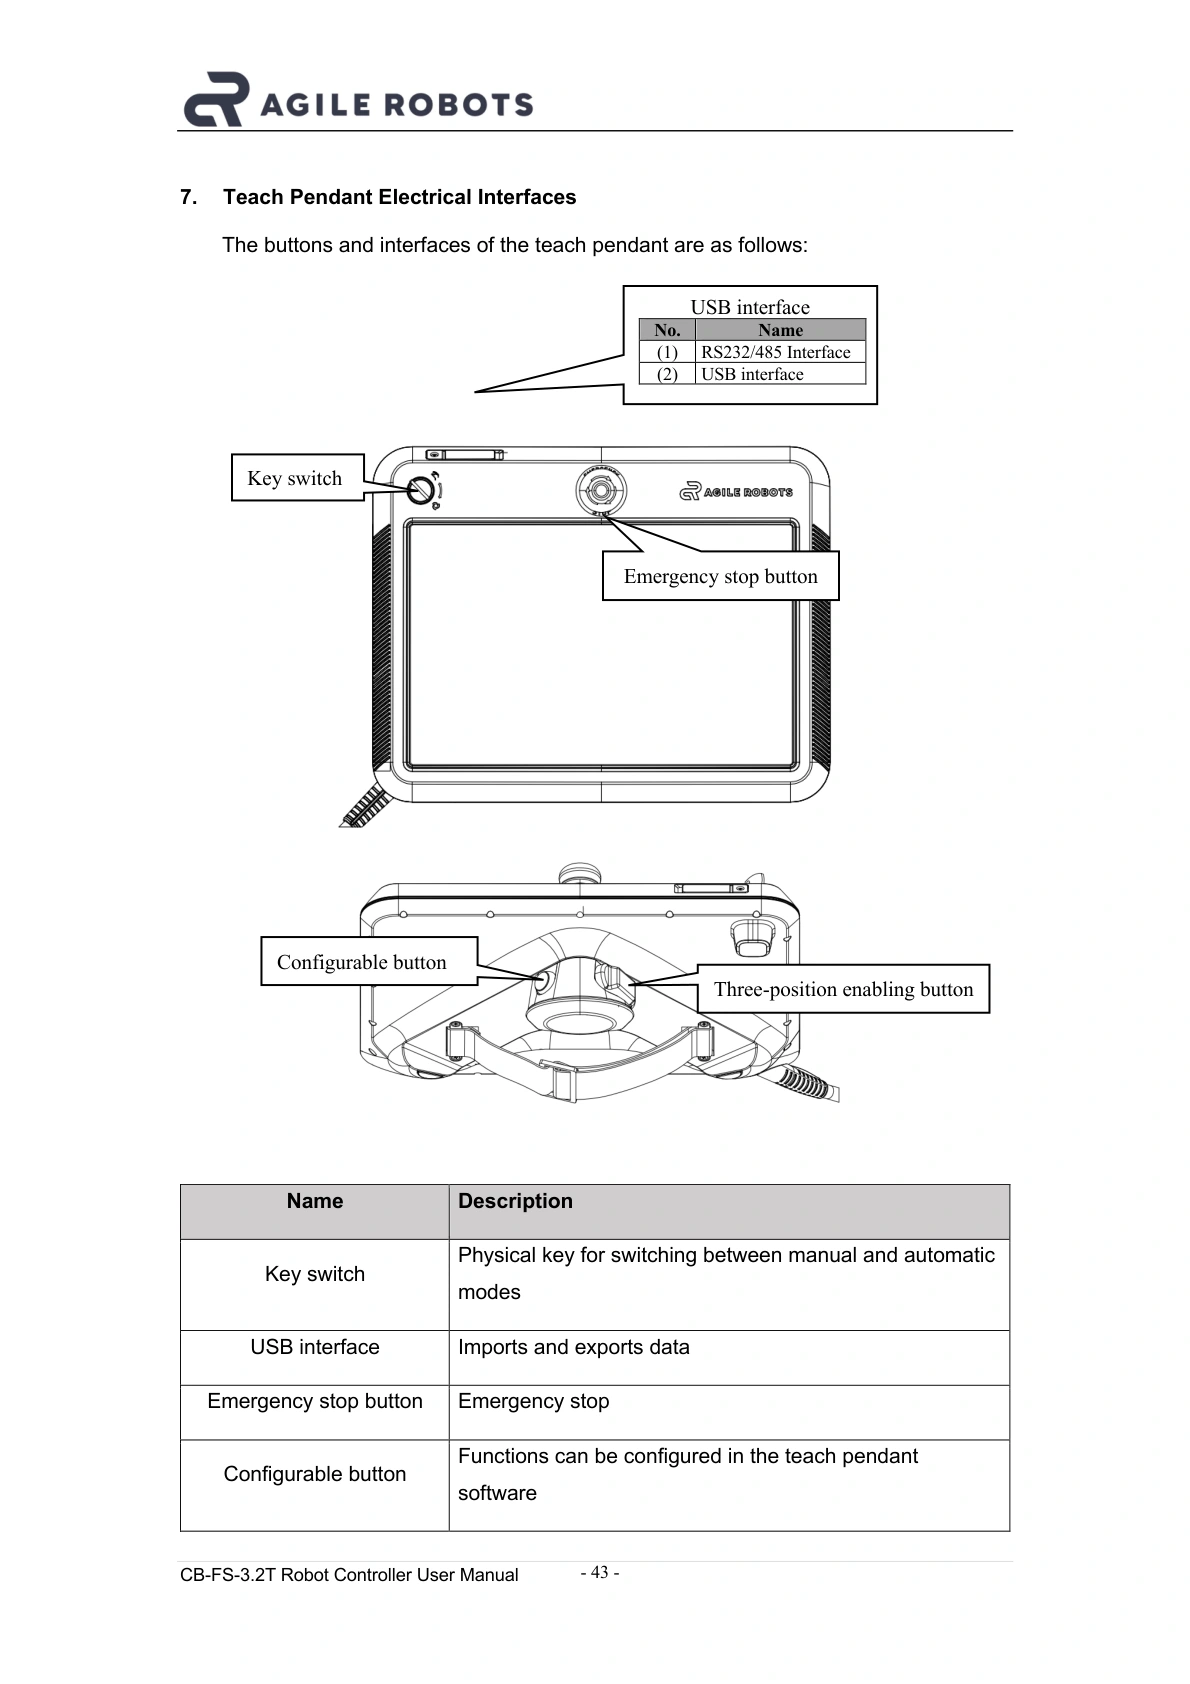 AGILE ROBOTS
7. Teach Pendant Electrical Interfaces
The buttons and interfaces of the teach pendant are as follows:
USB interface
No. Name
(1) RS232/485 Interface
(2) USB interface
Key switch
AGILE ROBOTS
Emergency stop button
Configurable button
Three-position enabling button
Name Description
Key switch Physical key for switching between manual and automatic
modes
USB interface Imports and exports data
Emergency stop button Emergency stop
Configurable button Functions can be configured in the teach pendant
software
CB-FS-3.2T Robot Controller User Manual - 43 -